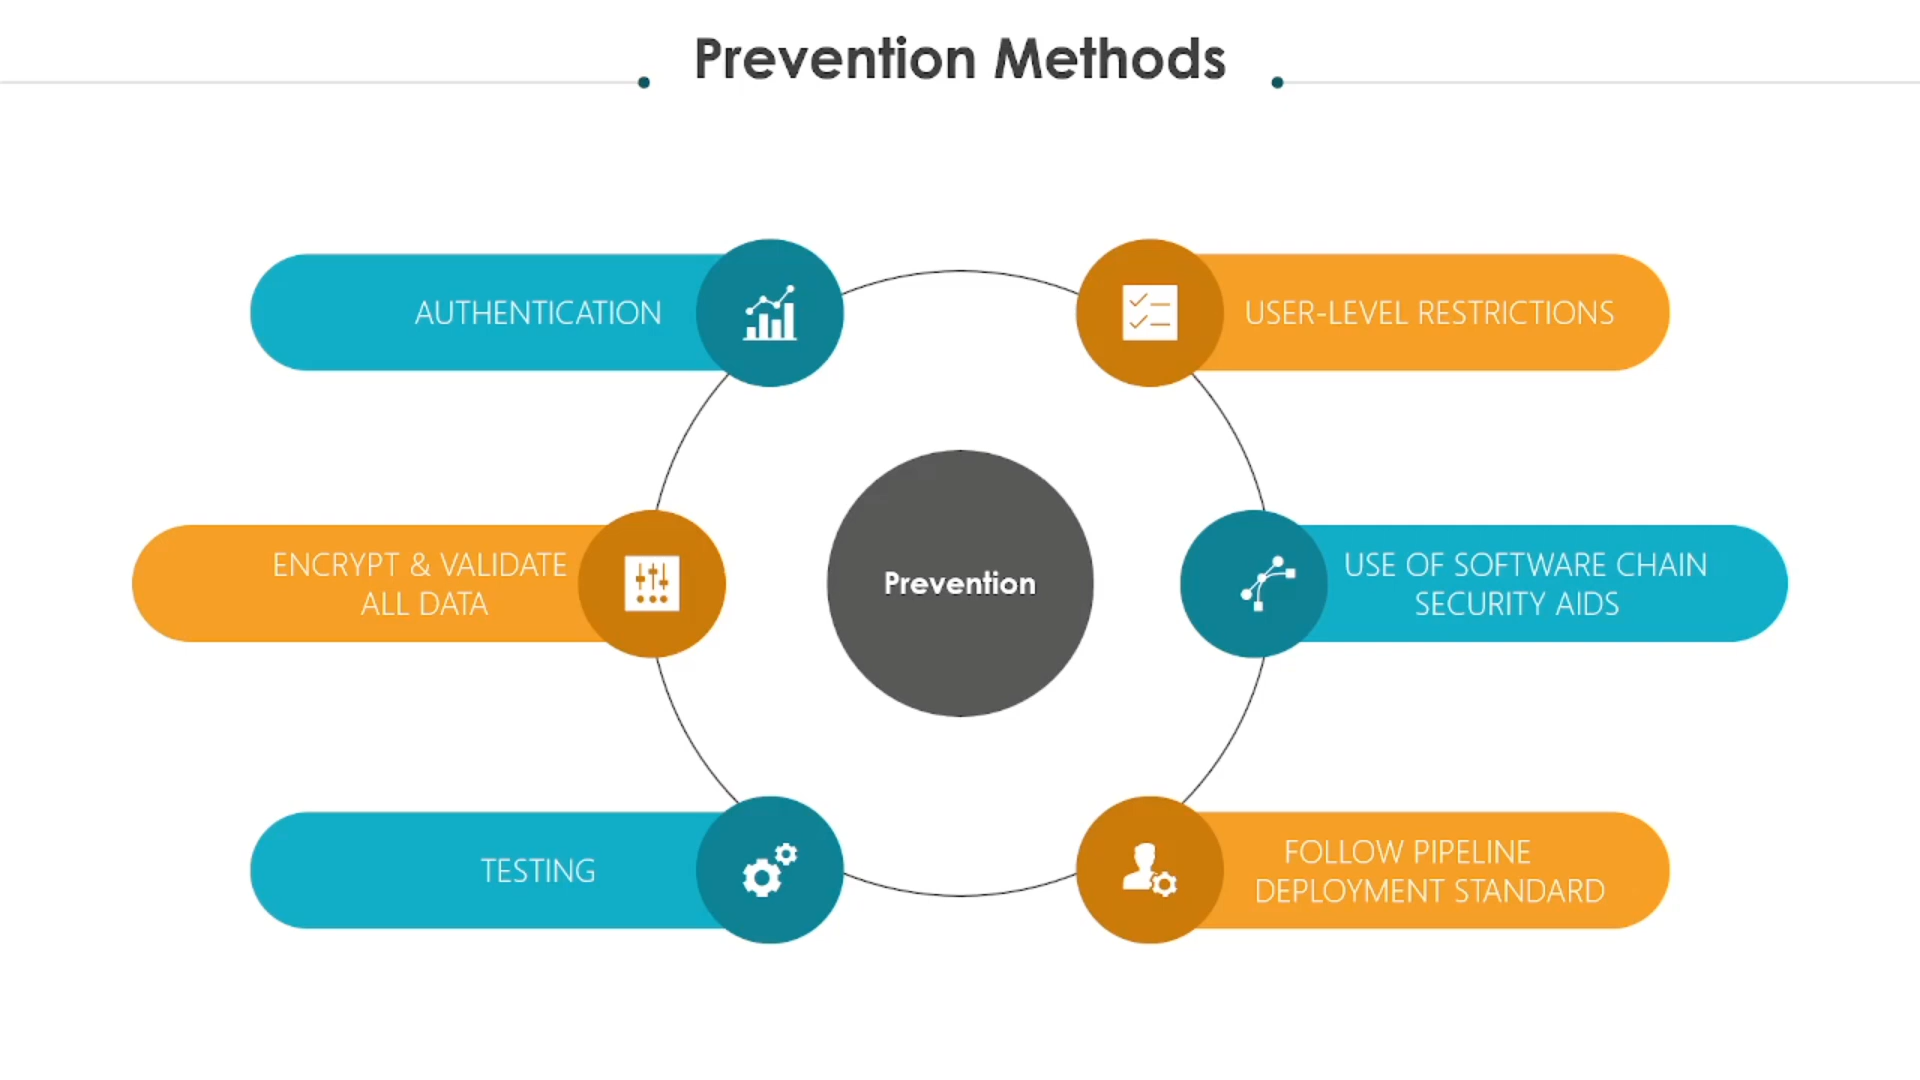 Prevention Methods
AUTHENTICATION
USER-LEVEL RESTRICTIONS
ENCRYPT & VALIDATE
ALL DATA
Prevention
USE OF SOFTWARE CHAIN
SECURITY AIDS
TESTING
FOLLOW PIPELINE
DEPLOYMENT STANDARD